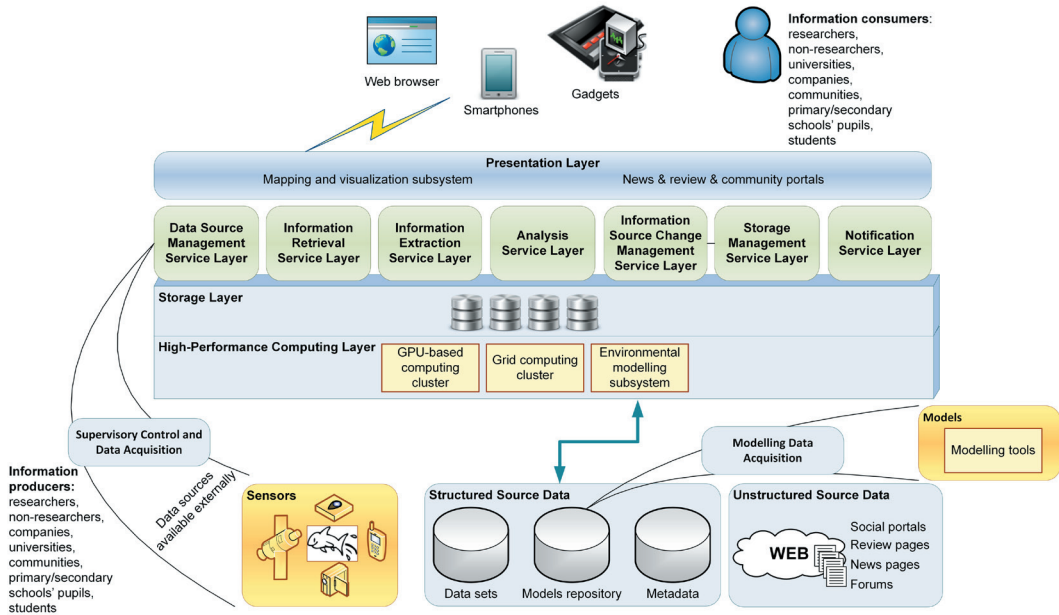 Web browser
Smartphones
Gadgets
Information consumers:
researchers,
non-researchers,
universities,
companies,
communities,
primary/secondary
schools' pupils,
students
Presentation Layer
Mapping and visualization subsystem
News & review & community portals
Data Source
Management
Service Layer
Information
Retrieval
Service Layer
Information
Extraction
Service Layer
Analysis
Service Layer
Information
Source Change
Management
Service Layer
Storage
Management
Service Layer
Notification
Service Layer
Storage Layer
High-Performance Computing Layer
GPU-based
computing
cluster
Grid computing
cluster
Environmental
modelling
subsystem
Supervisory Control and
Data Acquisition
Information
producers:
researchers,
non-researchers,
companies,
universities,
communities,
primary/secondary
schools' pupils,
students
Data sources
available externally
Sensors
Structured Source Data
Data sets
Models repository
Metadata
Modelling Data
Acquisition
Models
Modelling tools
Unstructured Source Data
WEB
Social portals
Review pages
News pages
Forums